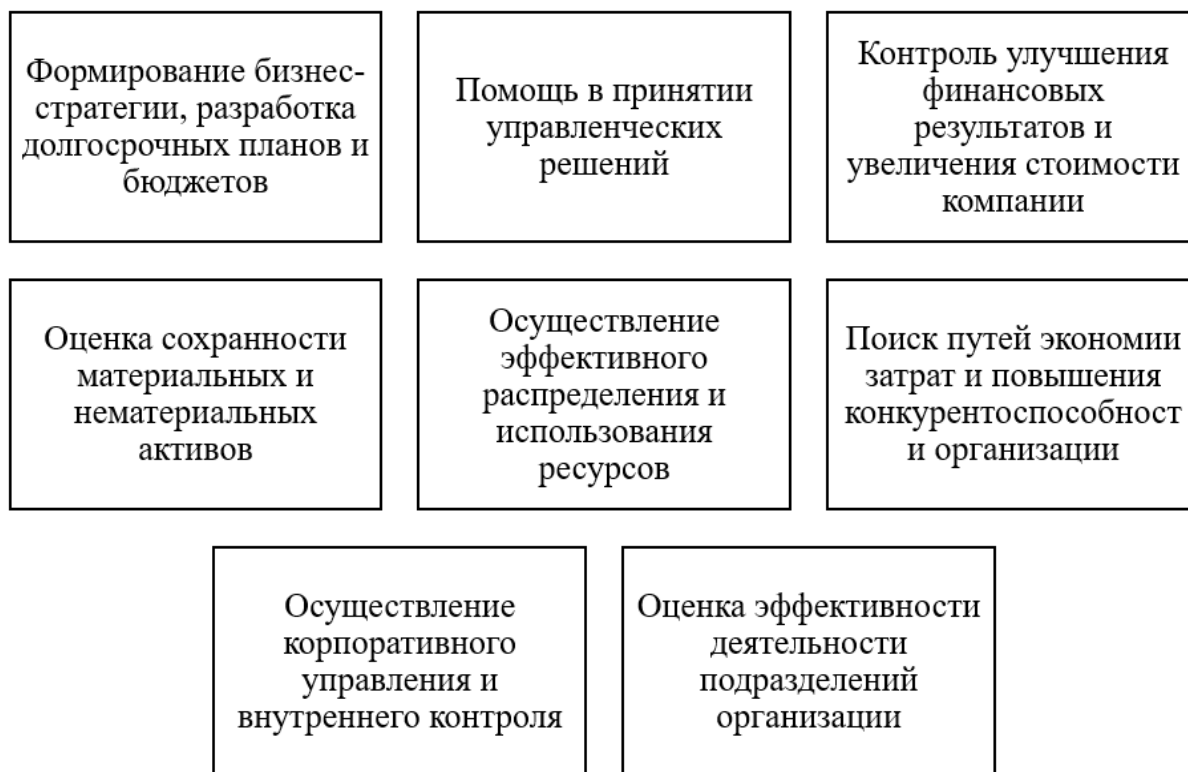 Формирование бизнес-
стратегии, разработка
долгосрочных планов и
бюджетов
Помощь в принятии
управленческих
решений
Контроль улучшения
финансовых
результатов и
увеличения стоимости
компании
Оценка сохранности
материальных и
нематериальных
активов
Осуществление
эффективного
распределения и
использования
ресурсов
Поиск путей экономии
затрат и повышения
конкурентоспособност
и организации
Осуществление
корпоративного
управления и
внутреннего контроля
Оценка эффективности
деятельности
подразделений
организации